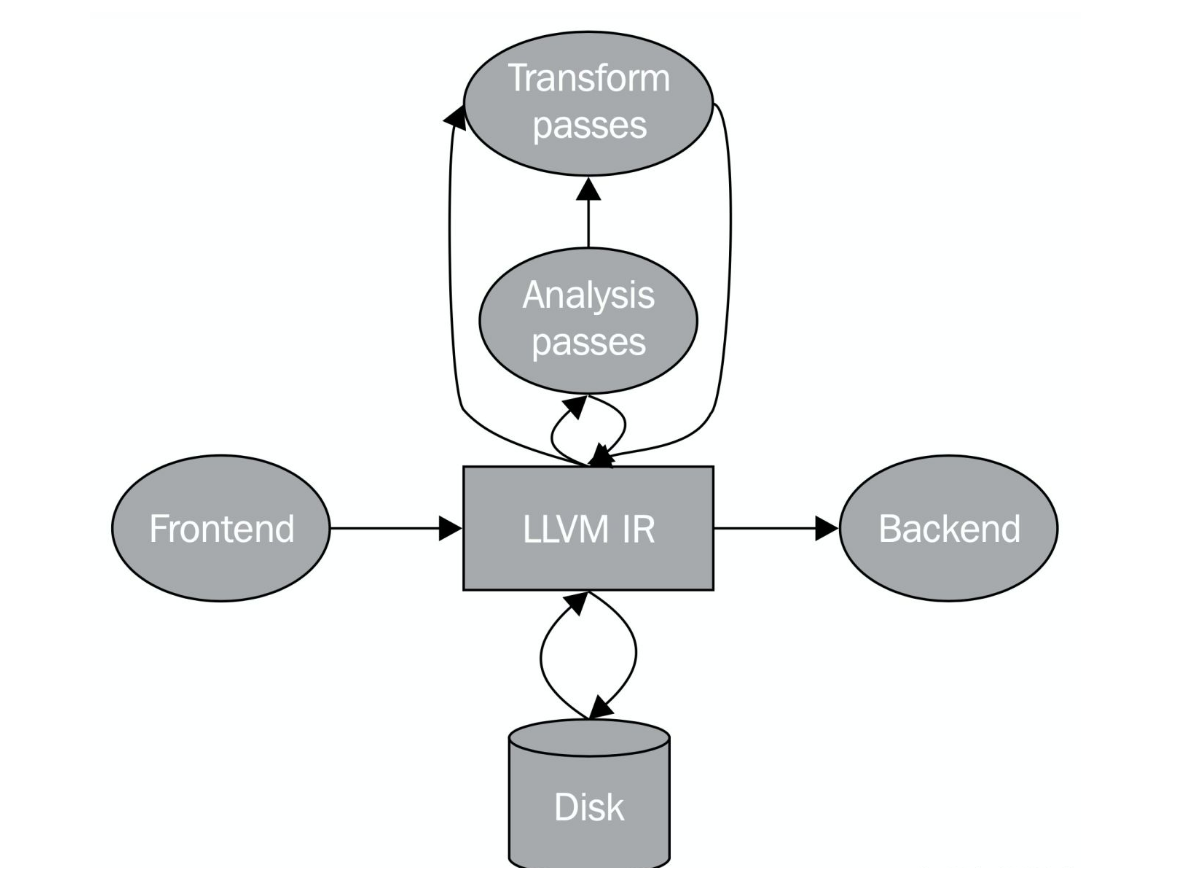 Transform
passes
Analysis
passes
Frontend
LLVM IR
Backend
Disk